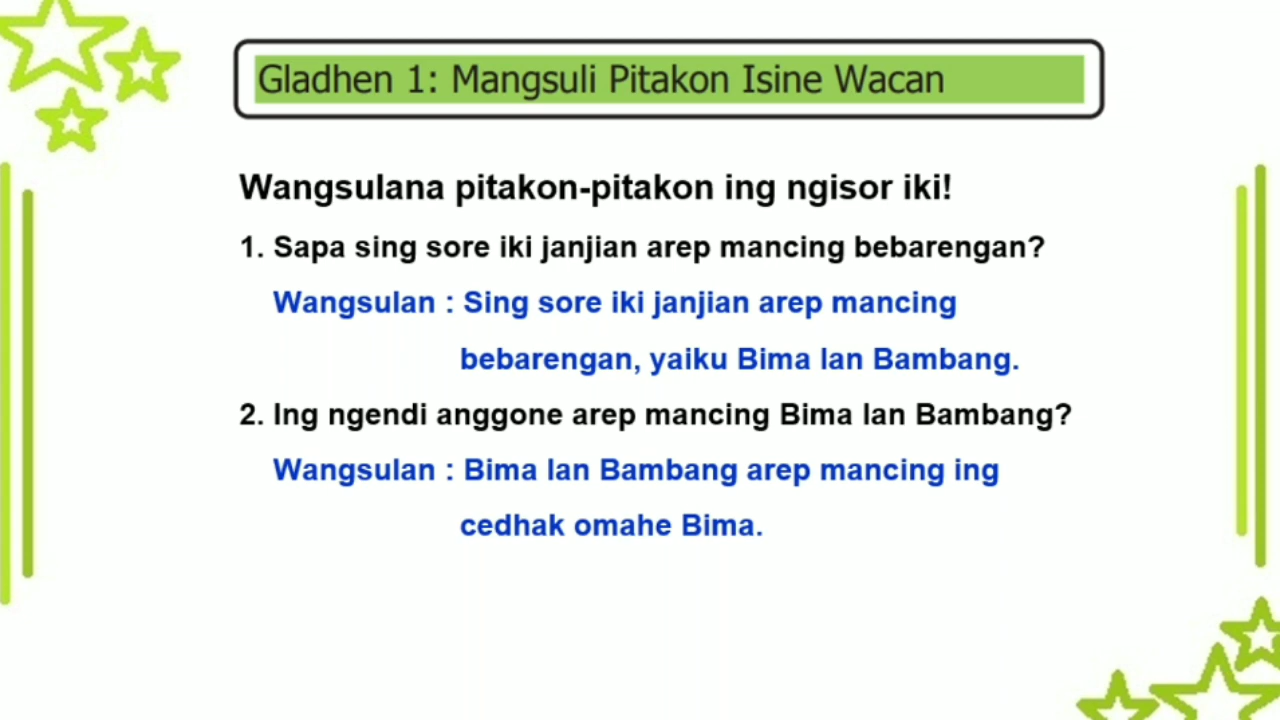 Gladhen 1: Mangsuli Pitakon Isine Wacan
Wangsulana pitakon-pitakon ing ngisor iki!
1. Sapa sing sore iki janjian arep mancing bebarengan?
Wangsulan : Sing sore iki janjian arep mancing
bebarengan, yaiku Bima lan Bambang.
2. Ing ngendi anggone arep mancing Bima lan Bambang?
Wangsulan : Bima lan Bambang arep mancing ing
cedhak omahe Bima.